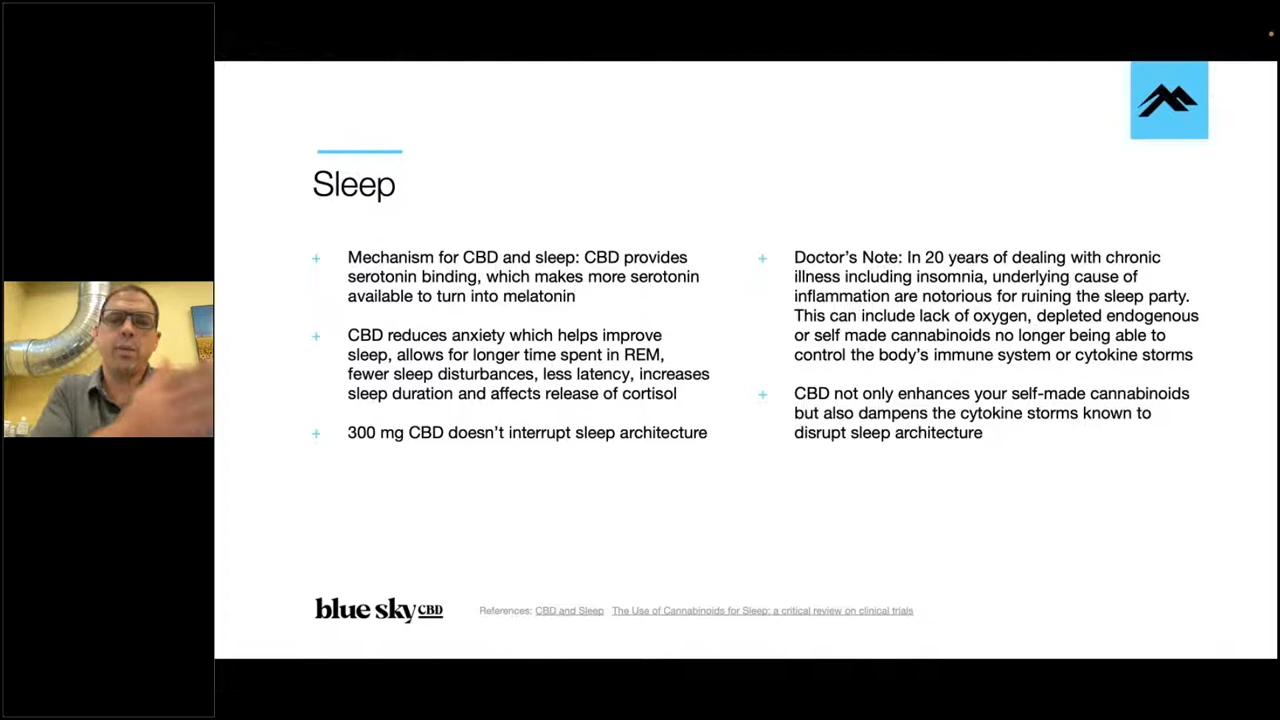 Sleep
+ Mechanism for CBD and sleep: CBD provides
serotonin binding, which makes more serotonin
available to turn into melatonin
+ CBD reduces anxiety which helps improve
sleep, allows for longer time spent in REM,
fewer sleep disturbances, less latency, increases
sleep duration and affects release of cortisol
+ 300 mg CBD doesn’t interrupt sleep architecture
+ Doctor’s Note: In 20 years of dealing with chronic
illness including insomnia, underlying cause of
inflammation are notorious for ruining the sleep party.
This can include lack of oxygen, depleted endogenous
or self made cannabinoids no longer being able to
control the body’s immune system or cytokine storms
+ CBD not only enhances your self-made cannabinoids
but also dampens the cytokine storms known to
disrupt sleep architecture
blue sky CBD
References: CBD and Sleep The Use of Cannabinoids for Sleep: a critical review on clinical trials